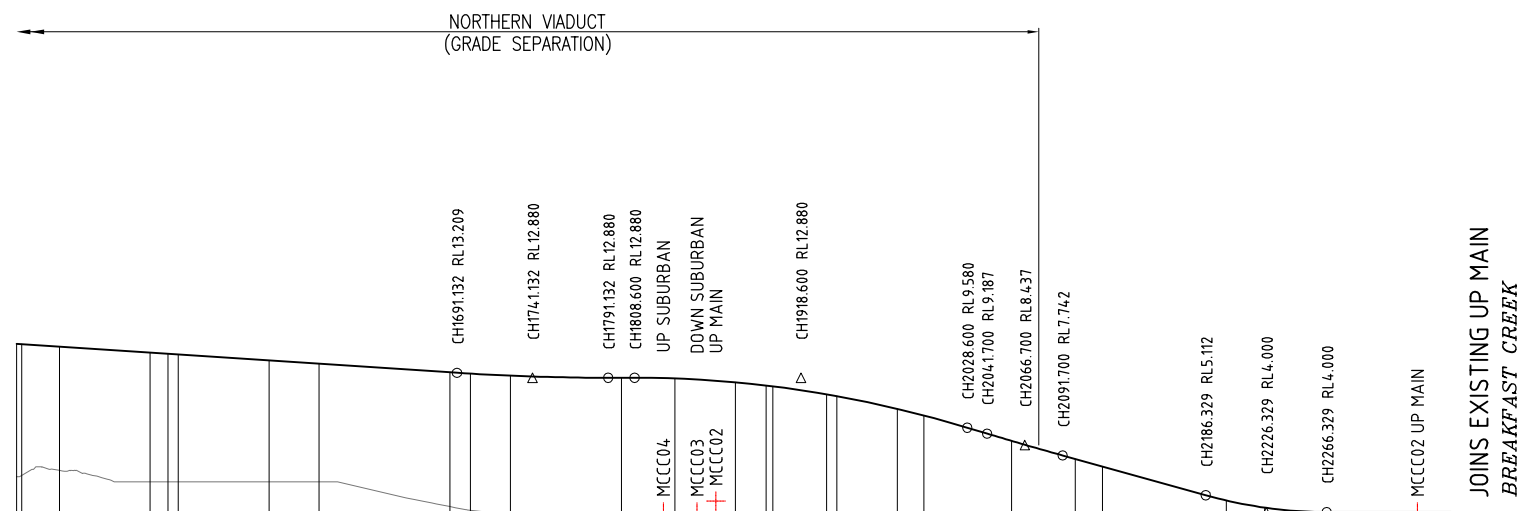 NORTHERN VIADUCT
(GRADE SEPARATION)
CH1691.132 RL13.209
CH1741.132 RL12.880
CH1791.132 RL12.880
CH1808.600 RL12.880
UP SUBURBAN
DOWN SUBURBAN
UP MAIN
CH1918.600 RL12.880
CH2028.600 RL9.580
CH2041.700 RL9.187
CH2066.700 RL8.437
CH2091.700 RL7.742
CH2186.329 RL5.112
CH2226.329 RL4.000
CH2266.329 RL4.000
MCCC04
MCCC03
MCCC02
MCC02 UP MAIN
JOINS EXISTING UP MAIN
BREAKFAST CREEK